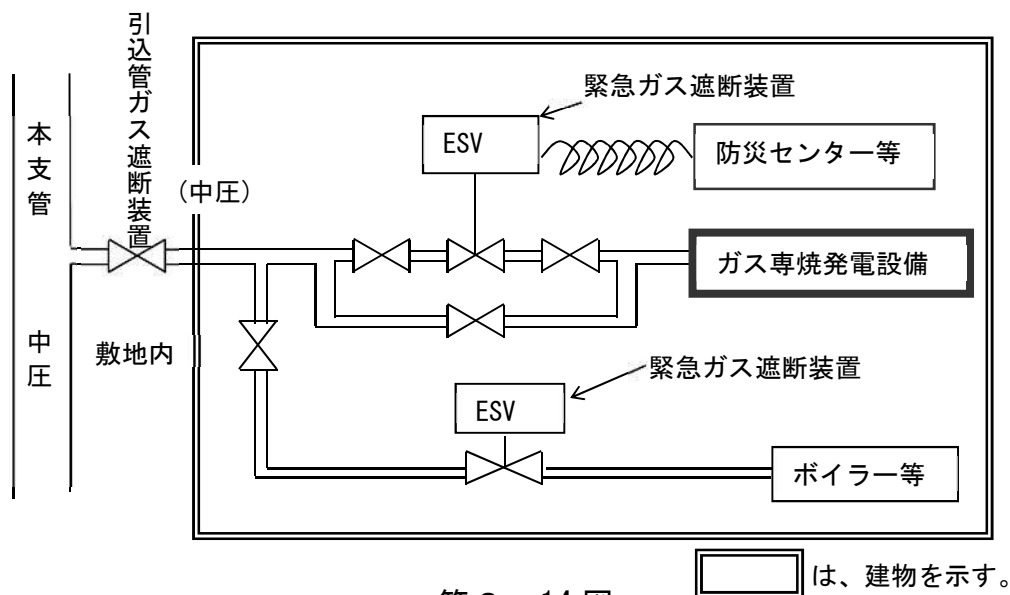 引込管ガス遮断装置
緊急ガス遮断装置
ESV
防災センター等
本支管
(中圧)
ガス専焼発電設備
中圧
敷地内
緊急ガス遮断装置
ESV
ボイラー等
は、建物を示す。